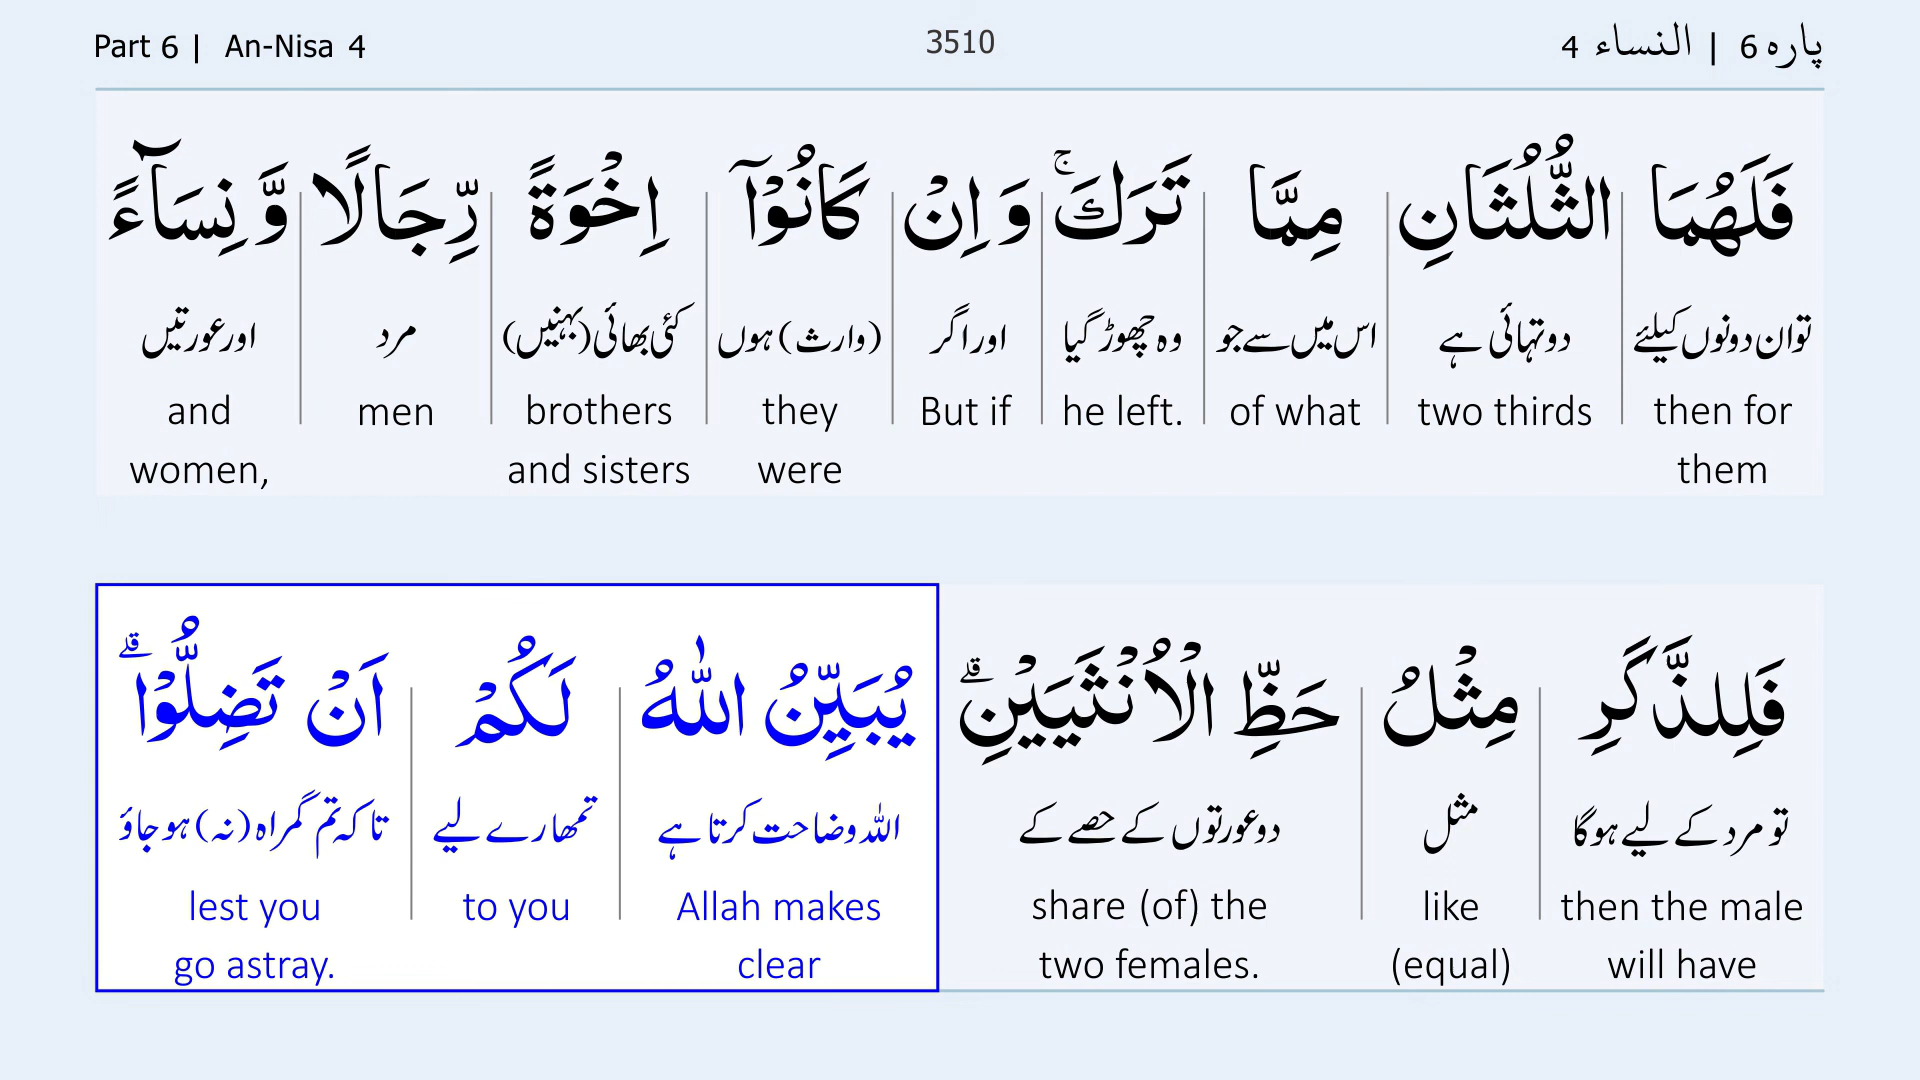 Part 6 | An-Nisa 4
3510
پارہ 6 | النساء 4
فَلَهُمَا الثُّلُثَانِ مِمَّا تَرَكَ ۚ وَ اِنْ كَانُوْۤا اِخْوَةً رِّجَالًا وَّ نِسَآءً
توان دونوں کیلئے دو تہائی ہے اس میں سے جو وہ چھوڑ گیا اور اگر (وارث) ہوں کئی بھائی (بہنیں) مرد اور عورتیں
then for them two thirds of what he left. But if they were brothers and sisters men and women,
فَلِلذَّكَرِ مِثْلُ حَظِّ الْاُنْثَيَيْنِ ۗ يُبَيِّنُ اللّٰهُ لَكُمْ اَنْ تَضِلُّوْا ۗ
تو مرد کے لیے ہوگا مثل دو عورتوں کے حصے کے اللہ وضاحت کرتا ہے تمھارے لیے تاکہ تم گمراہ (نہ) ہو جاؤ
then the male will have like (equal) share (of) the two females. Allah makes clear to you lest you go astray.